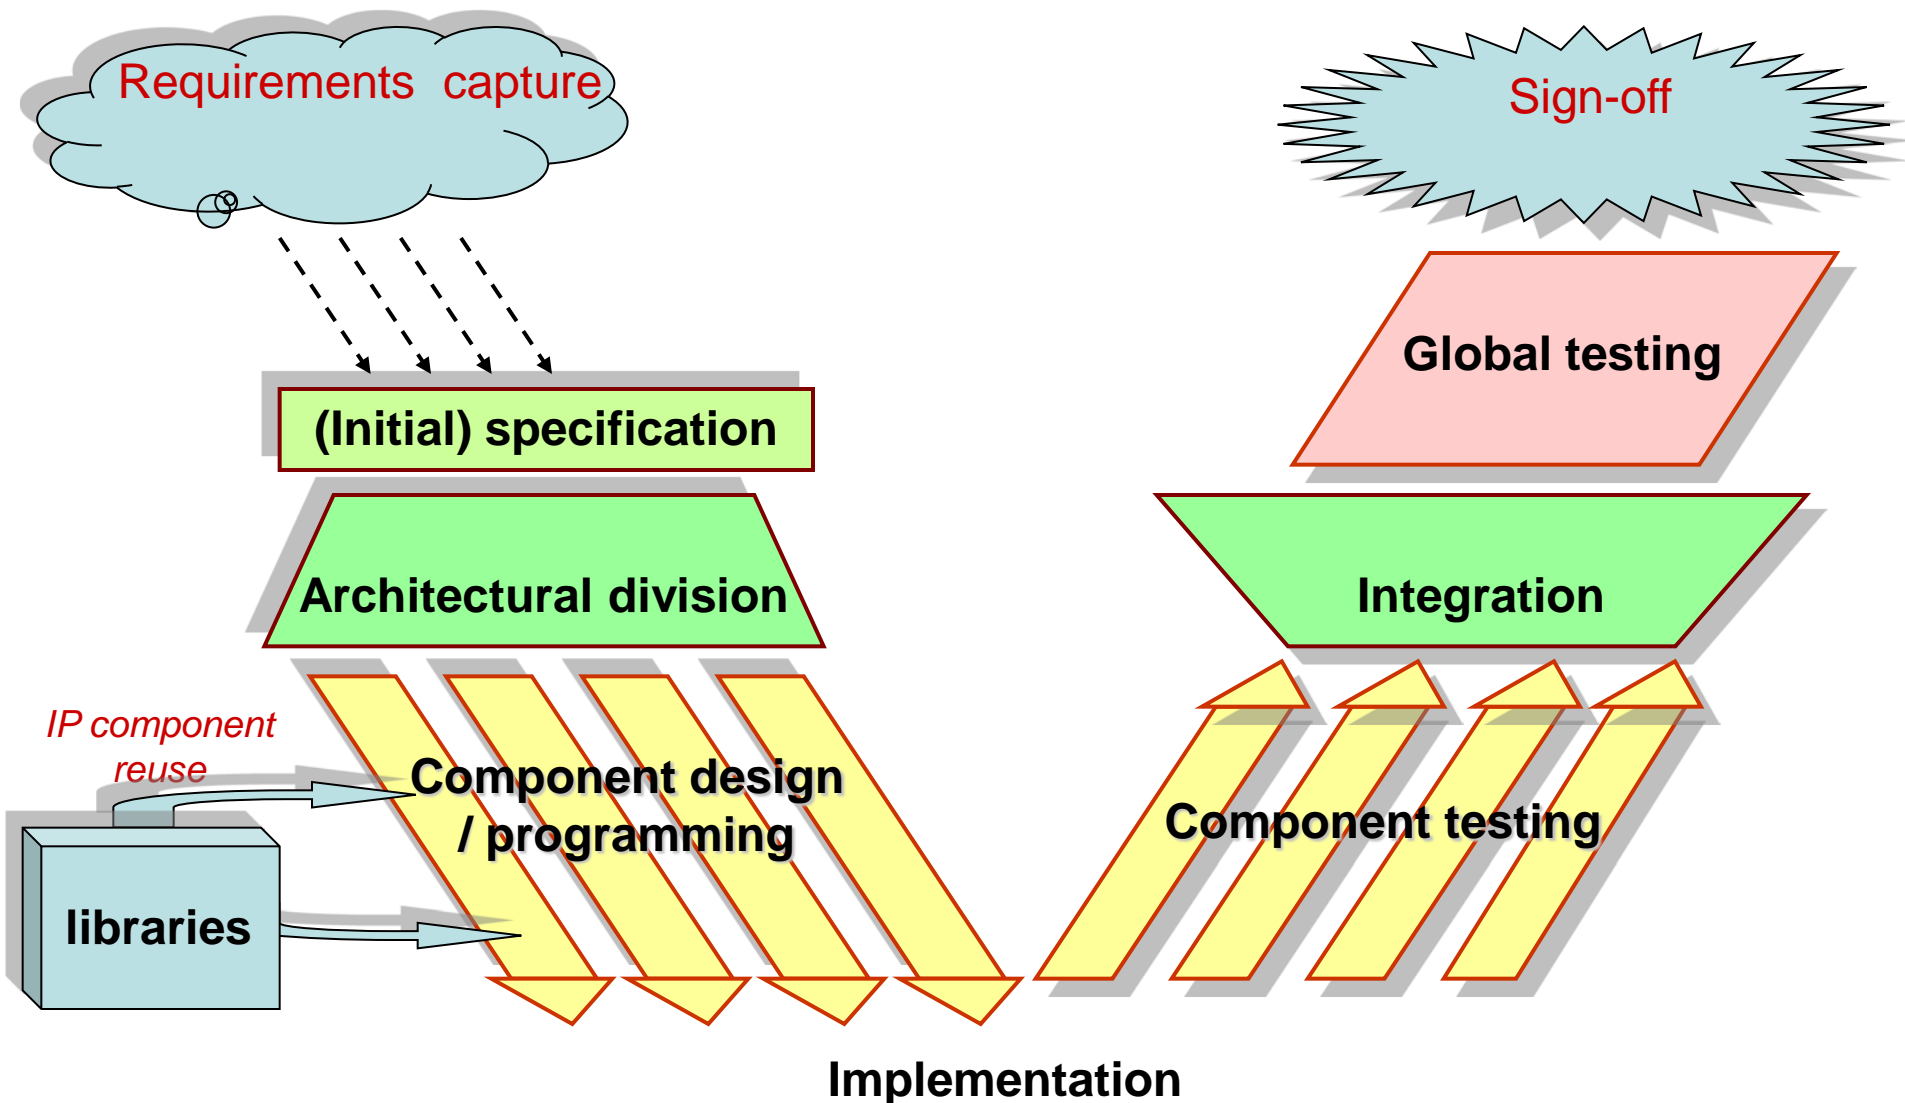 Requirements capture
Sign-off
Global testing
(Initial) specification
Architectural division
Integration
IP component
reuse
Component design
/ programming
Component testing
libraries
Implementation